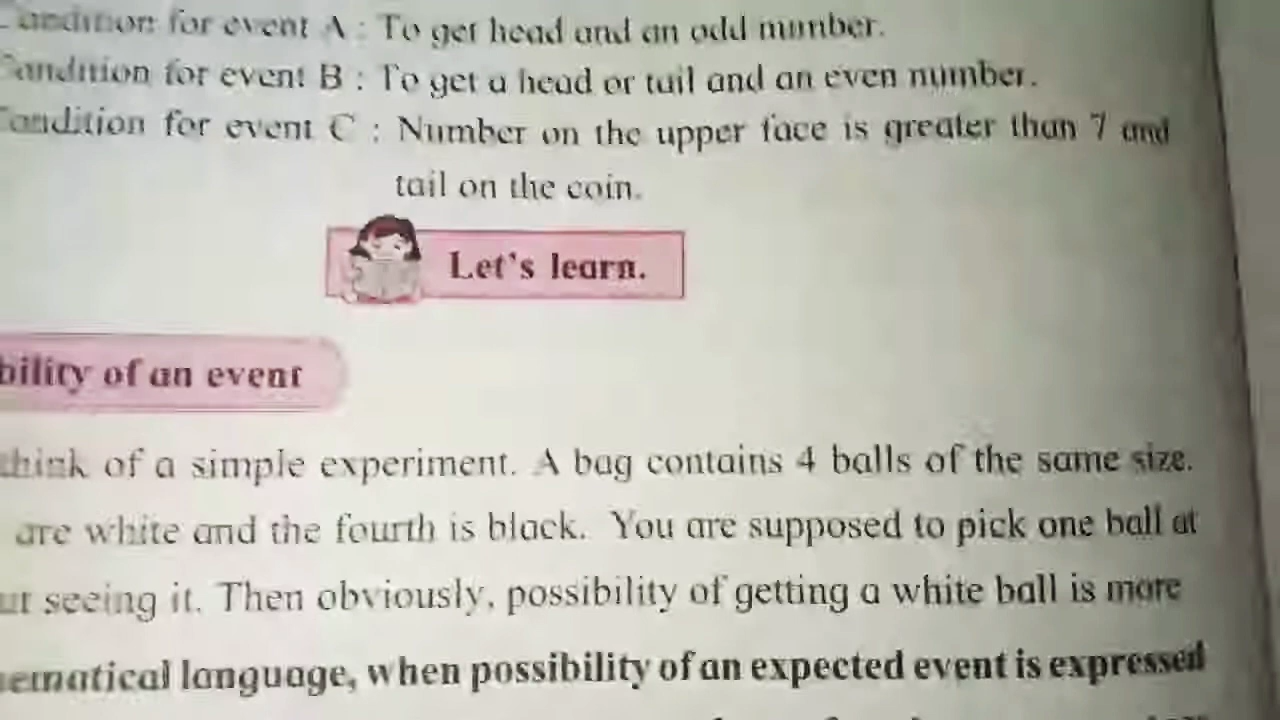 Condition for event A : To get head and an odd number.
Condition for event B : To get a head or tail and an even number.
Condition for event C : Number on the upper face is greater than 7 and
tail on the coin.
Let's learn.
bility of an event
think of a simple experiment. A bag contains 4 balls of the same size.
are white and the fourth is black. You are supposed to pick one ball at
ut seeing it. Then obviously, possibility of getting a white ball is more
ematical language, when possibility of an expected event is expressed